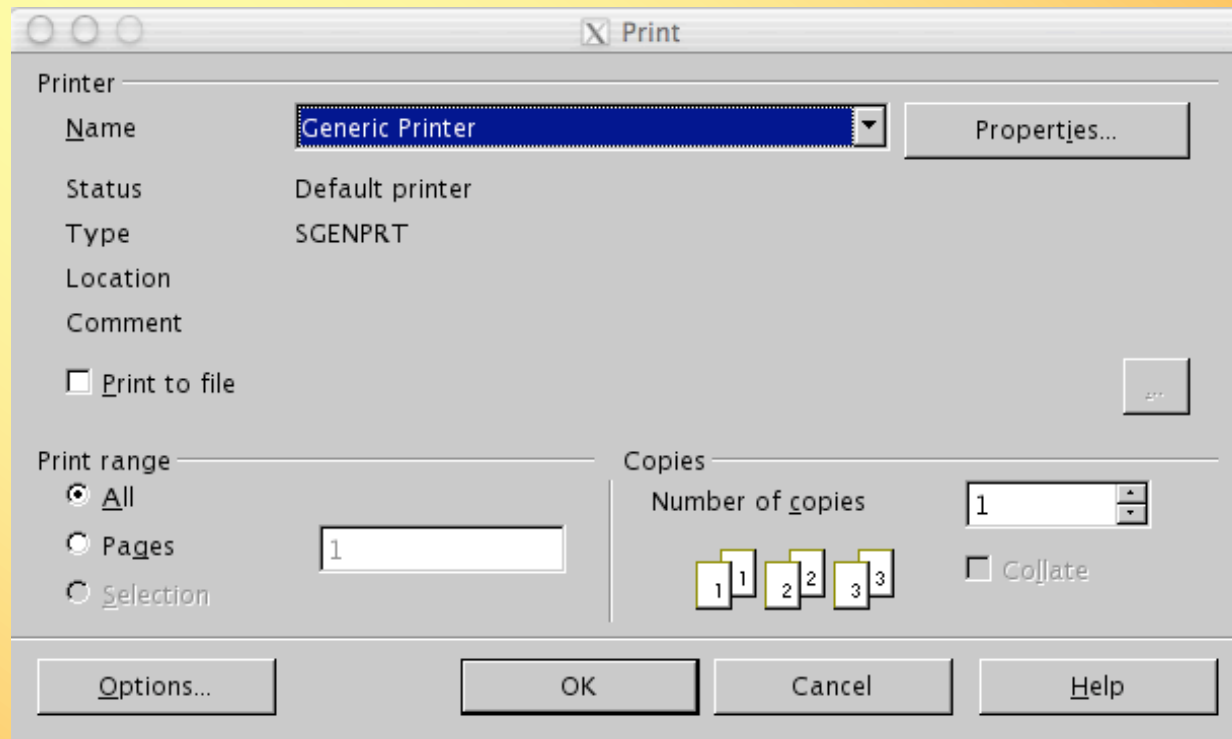 Print
Printer
Name Generic Printer Properties...
Status Default printer
Type SGENPRT
Location
Comment
Print to file ...
Print range Copies
All Number of copies 1
Pages 1
1 1 2 2 3 3 Collate
Selection
Options... OK Cancel Help